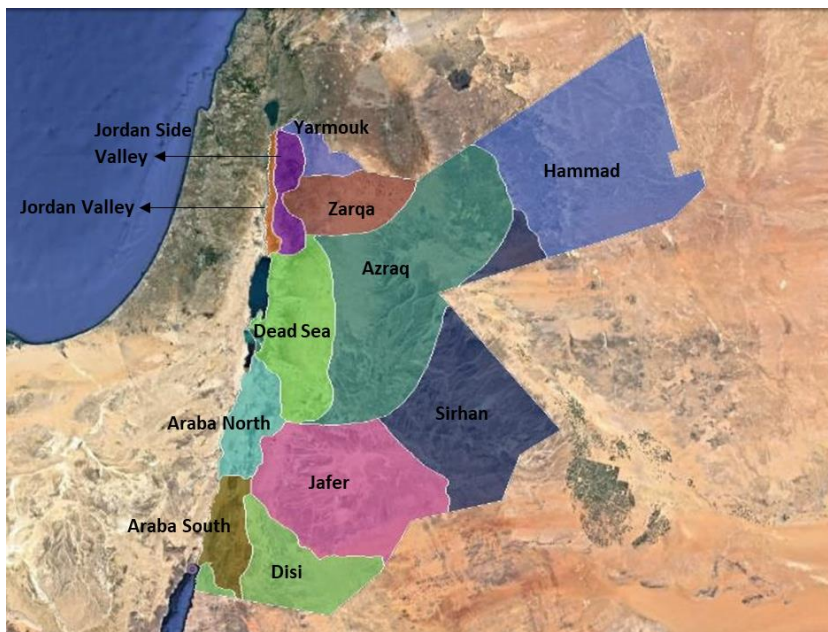 Jordan Side
Valley
Yarmouk
Hammad
Jordan Valley
Zarqa
Azraq
Dead Sea
Araba North
Sirhan
Jafer
Araba South
Disi